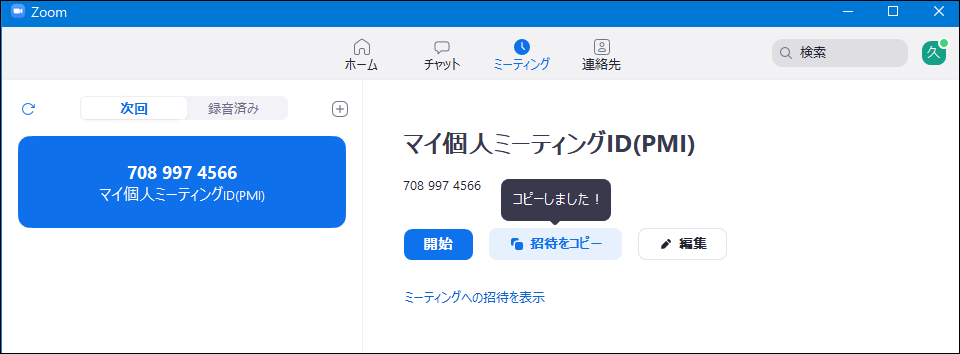 Zoom
ホーム
チャット
ミーティング
連絡先
検索
久
次回
録音済み
708 997 4566
マイ個人ミーティングID(PMI)
マイ個人ミーティングID(PMI)
708 997 4566
コピーしました！
開始
招待をコピー
編集
ミーティングへの招待を表示